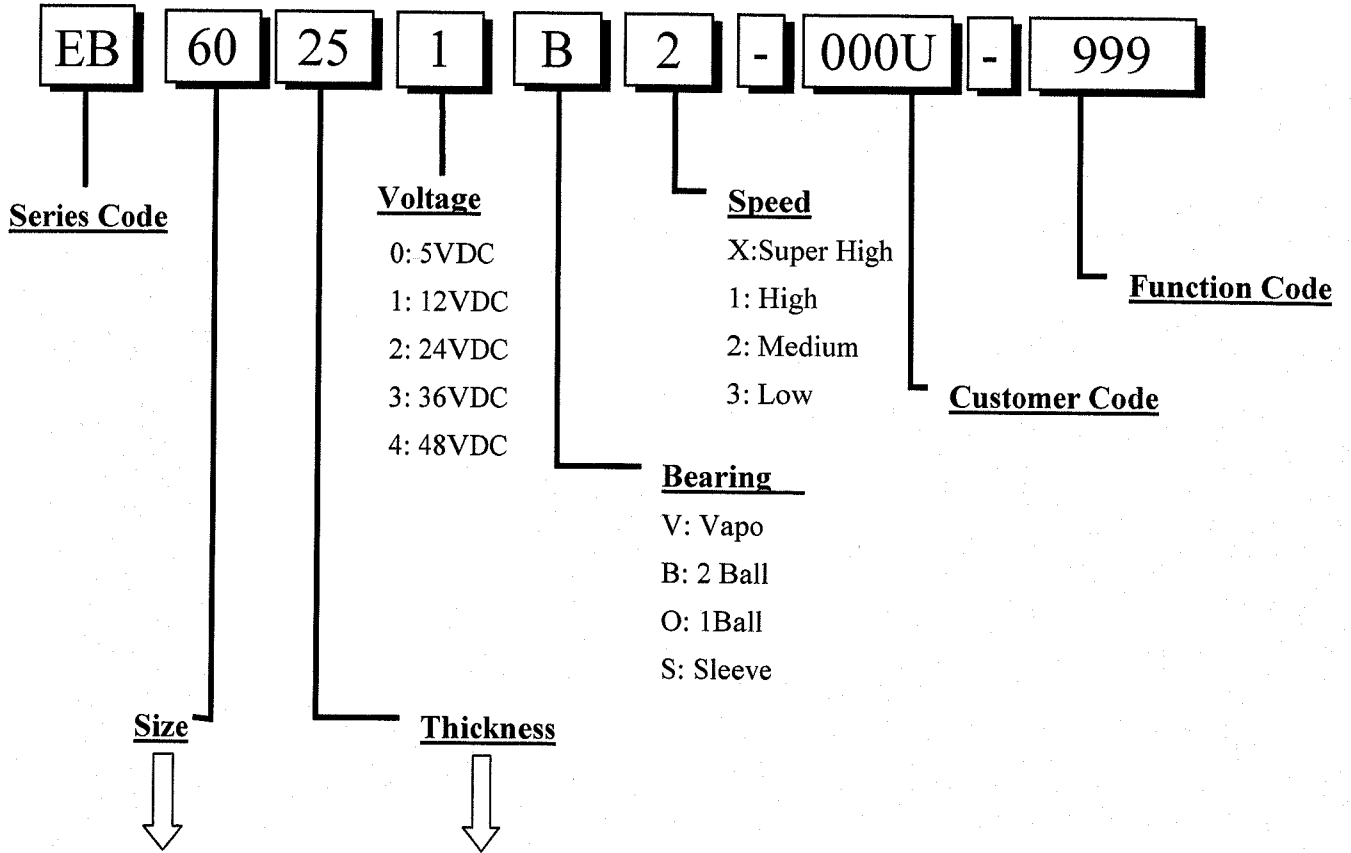 EB 60 25 1 B 2 - 000U - 999
Series Code
Voltage
0: 5VDC
1: 12VDC
2: 24VDC
3: 36VDC
4: 48VDC
Speed
X:Super High
1: High
2: Medium
3: Low
Function Code
Customer Code
Bearing
V: Vapo
B: 2 Ball
O: 1Ball
S: Sleeve
Size
Thickness